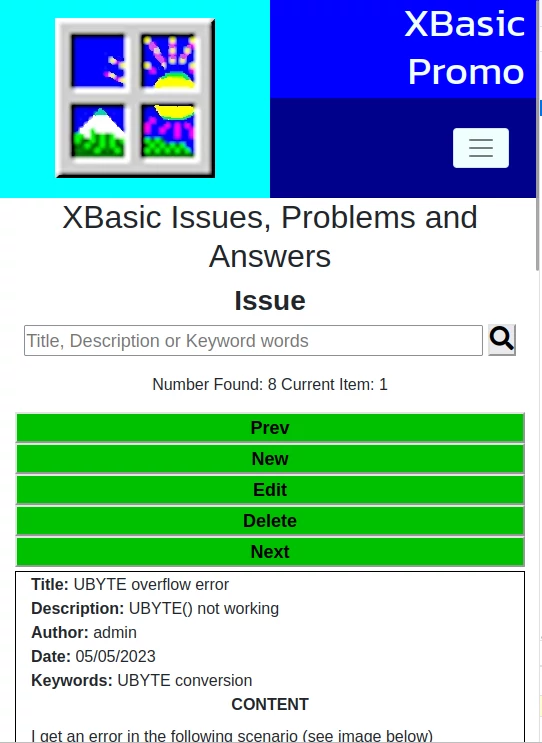 XBasic
Promo
XBasic Issues, Problems and
Answers
Issue
Title, Description or Keyword words
Number Found: 8 Current Item: 1
Prev
New
Edit
Delete
Next
Title: UBYTE overflow error
Description: UBYTE() not working
Author: admin
Date: 05/05/2023
Keywords: UBYTE conversion
CONTENT
I get an error in the following scenario (see image below)